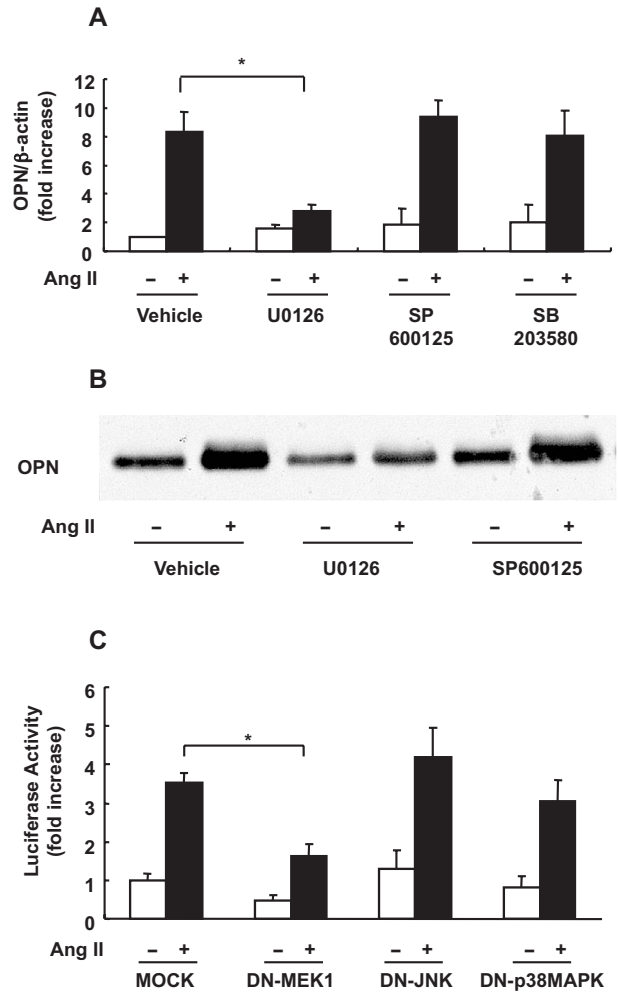 A
*
OPN/β-actin
(fold increase)
12
10
8
6
4
2
0
Ang II – + – + – + – +
Vehicle U0126 SP 600125 SB 203580
B
OPN
Ang II – + – + – +
Vehicle U0126 SP600125
C
*
Luciferase Activity
(fold increase)
6
5
4
3
2
1
0
Ang II – + – + – + – +
MOCK DN-MEK1 DN-JNK DN-p38MAPK